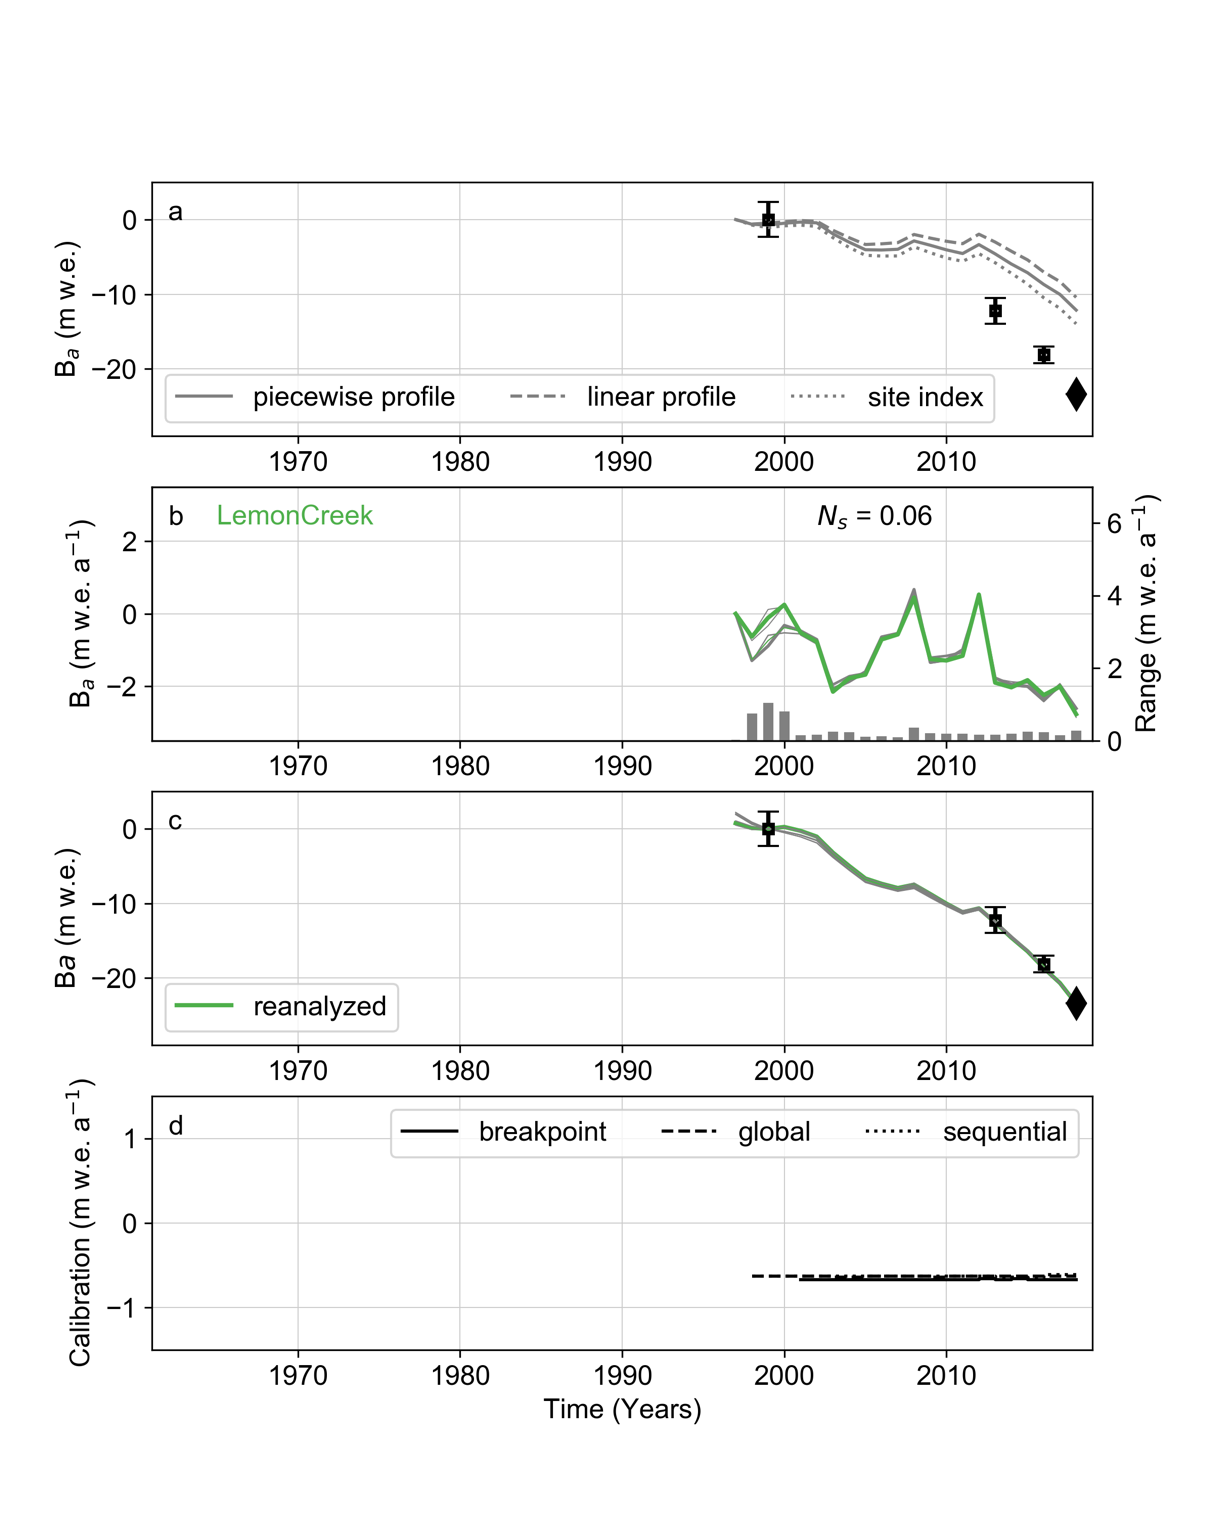 a
0
−10
−20
B_a (m w.e.)
piecewise profile linear profile site index
1970 1980 1990 2000 2010
b LemonCreek N_s = 0.06
2
0
−2
B_a (m w.e. a⁻¹)
6
4
2
0
Range (m w.e. a⁻¹)
1970 1980 1990 2000 2010
c
0
−10
−20
Ba (m w.e.)
reanalyzed
1970 1980 1990 2000 2010
d
breakpoint global sequential
1
0
−1
Calibration (m w.e. a⁻¹)
1970 1980 1990 2000 2010
Time (Years)